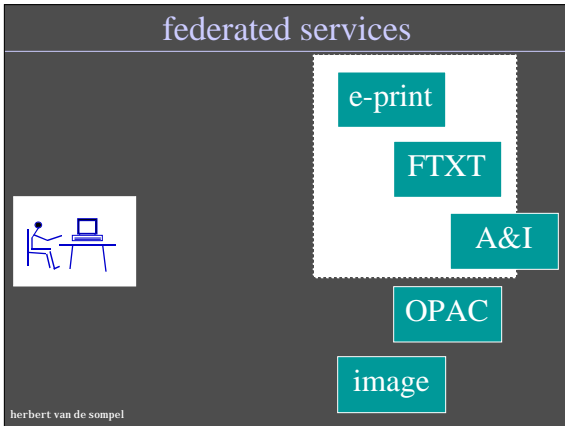 federated services
e-print
FTXT
A&I
OPAC
image
herbert van de sompel